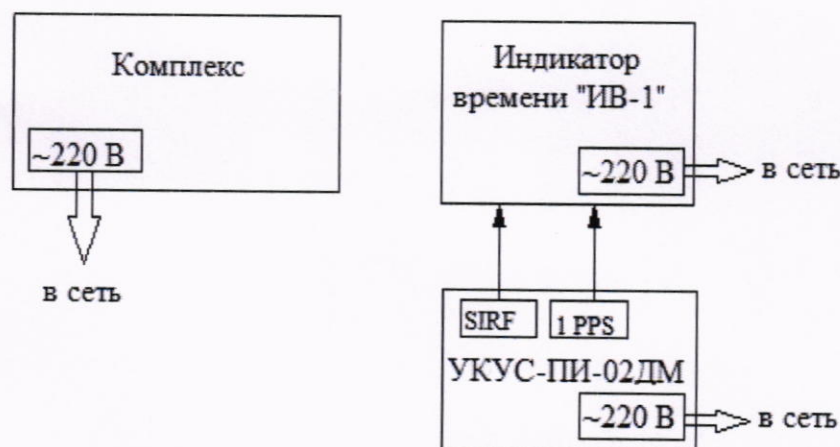 Комплекс
~220 В
в сеть
Индикатор
времени "ИВ-1"
~220 В
в сеть
SIRF
1 PPS
УКУС-ПИ-02ДМ
~220 В
в сеть